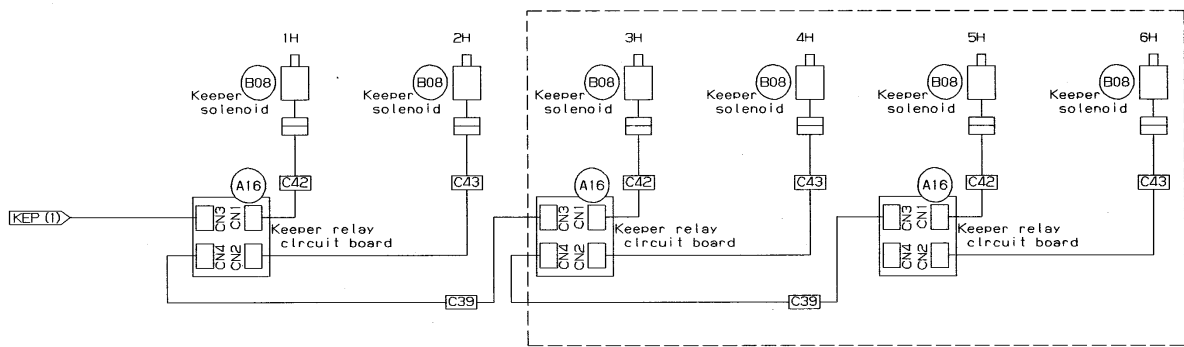 1H
2H
3H
4H
5H
6H
B08
B08
B08
B08
B08
B08
Keeper
solenoid
Keeper
solenoid
Keeper
solenoid
Keeper
solenoid
Keeper
solenoid
Keeper
solenoid
A16
C42
C43
A16
C42
C43
A16
C42
C43
KEP (1)
CN3
CN1
CN4
CN2
Keeper relay
circuit board
CN3
CN1
CN4
CN2
Keeper relay
circuit board
CN3
CN1
CN4
CN2
Keeper relay
circuit board
C39
C39